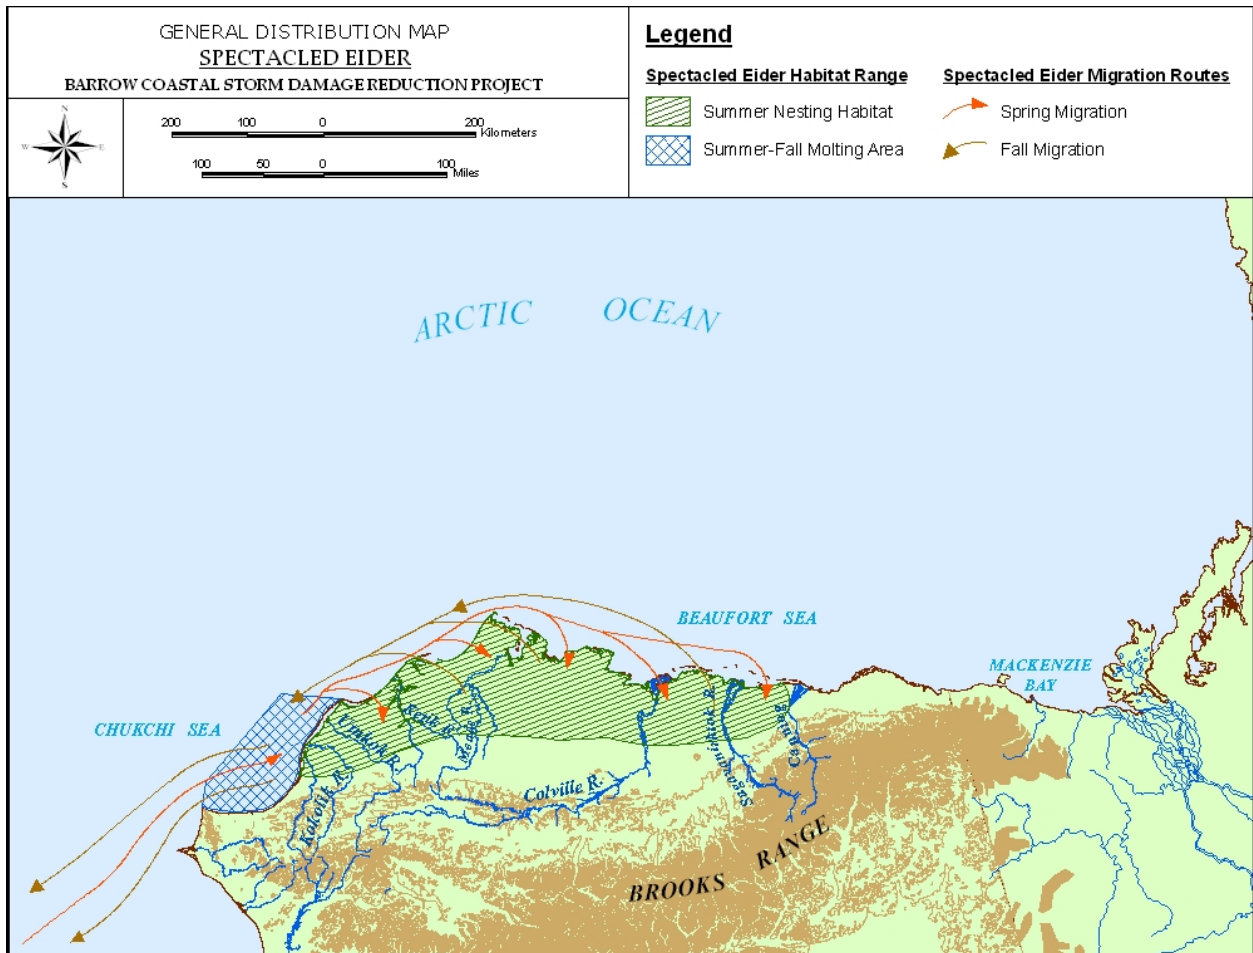 GENERAL DISTRIBUTION MAP
SPECTACLED EIDER
BARROW COASTAL STORM DAMAGE REDUCTION PROJECT
N
W E
S
200 100 0 200
Kilometers
100 50 0 100
Miles
Legend
Spectacled Eider Habitat Range
Summer Nesting Habitat
Summer-Fall Molting Area
Spectacled Eider Migration Routes
Spring Migration
Fall Migration
ARCTIC OCEAN
BEAUFORT SEA
MACKENZIE
BAY
CHUKCHI SEA
Kokolik R.
Utukok R.
Meade R.
Colville R.
Sagavanirktok R.
Canning
BROOKS RANGE